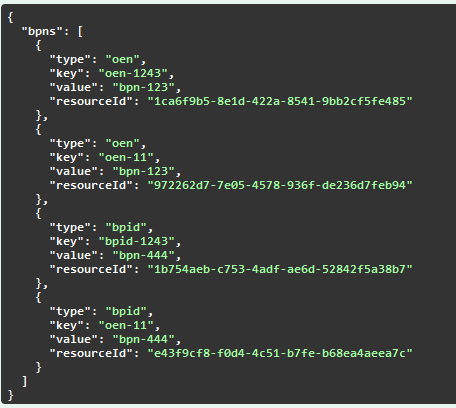 {
  "bpns": [
    {
      "type": "oen",
      "key": "oen-1243",
      "value": "bpn-123",
      "resourceId": "1ca6f9b5-8e1d-422a-8541-9bb2cf5fe485"
    },
    {
      "type": "oen",
      "key": "oen-11",
      "value": "bpn-123",
      "resourceId": "972262d7-7e05-4578-936f-de236d7feb94"
    },
    {
      "type": "bpid",
      "key": "bpid-1243",
      "value": "bpn-444",
      "resourceId": "1b754aeb-c753-4adf-ae6d-52842f5a38b7"
    },
    {
      "type": "bpid",
      "key": "oen-11",
      "value": "bpn-444",
      "resourceId": "e43f9cf8-f0d4-4c51-b7fe-b68ea4aeea7c"
    }
  ]
}